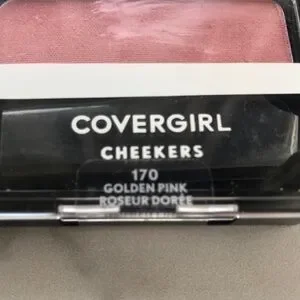 COVERGIRL
CHEEKERS
170
GOLDEN PINK
ROSEUR DORÉE